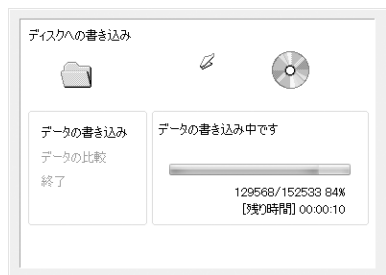 ディスクへの書き込み
データの書き込み
データの比較
終了
データの書き込み中です
129568/152533 84%
[残り時間] 00:00:10